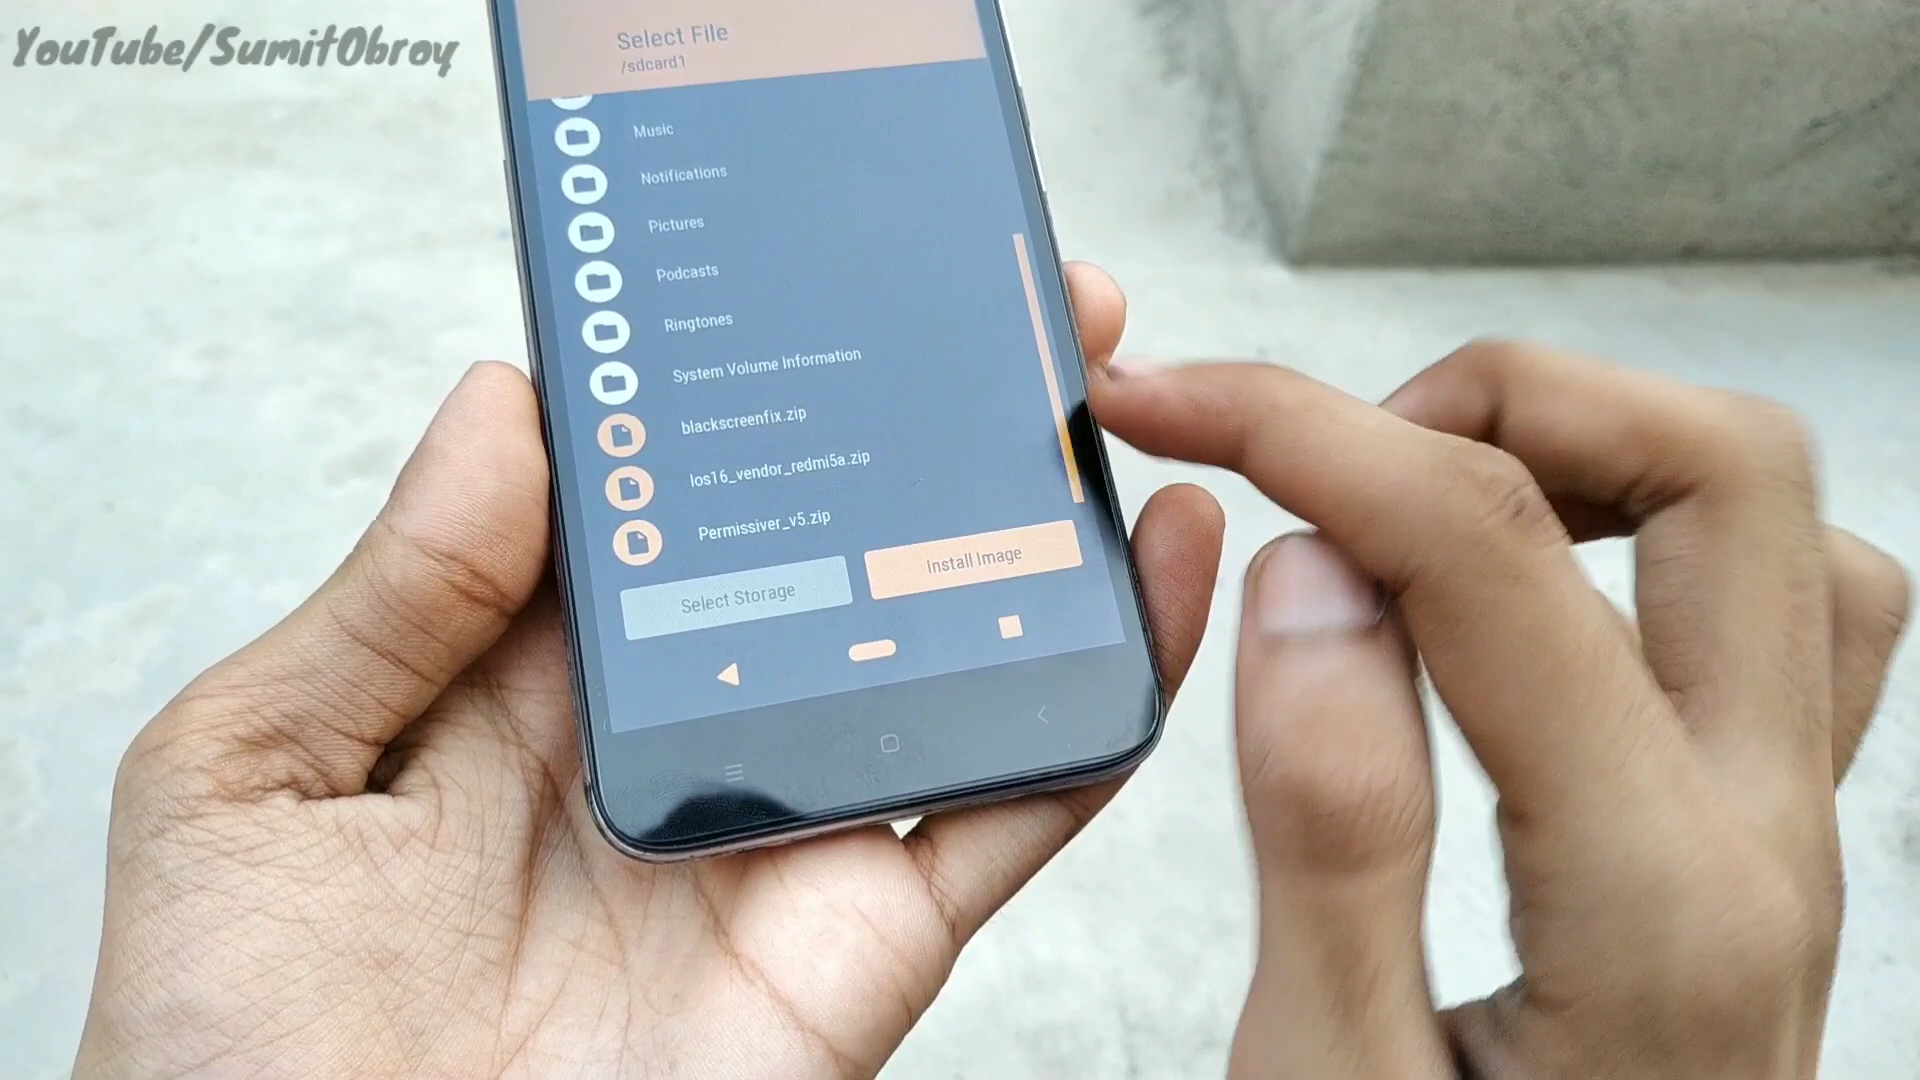 YouTube/SumitObroy
Select File
/sdcard1
Music
Notifications
Pictures
Podcasts
Ringtones
System Volume Information
blackscreenfix.zip
los16_vendor_redmi5a.zip
Permissiver_v5.zip
Select Storage
Install Image